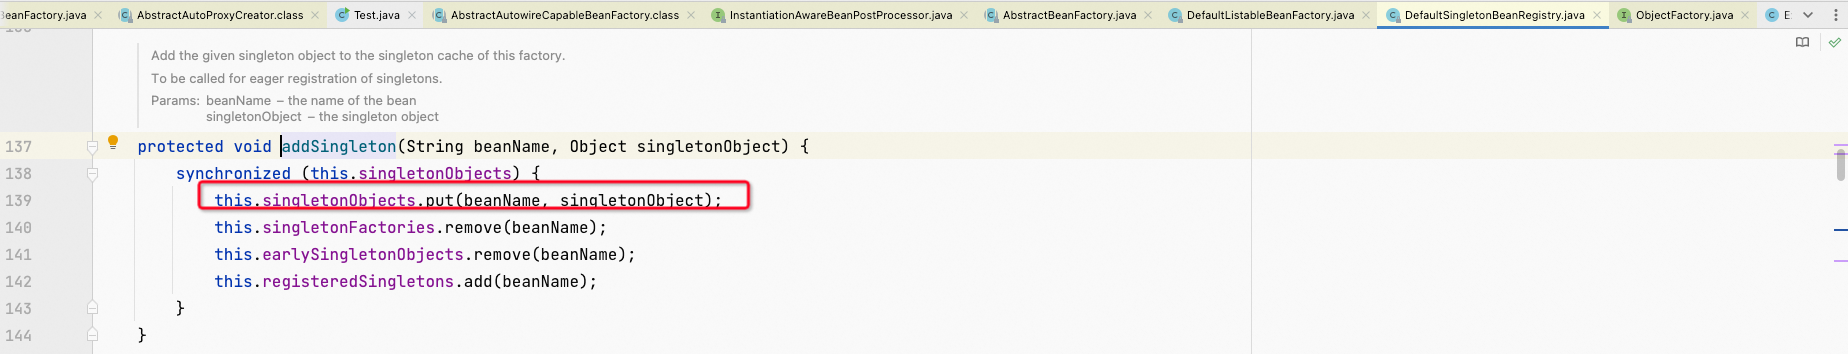 BeanFactory.java AbstractAutoProxyCreator.class Test.java AbstractAutowireCapableBeanFactory.class InstantiationAwareBeanPostProcessor.java AbstractBeanFactory.java DefaultListableBeanFactory.java DefaultSingletonBeanRegistry.java ObjectFactory.java E
Add the given singleton object to the singleton cache of this factory.
To be called for eager registration of singletons.
Params: beanName – the name of the bean
singletonObject – the singleton object
137 protected void addSingleton(String beanName, Object singletonObject) {
138 synchronized (this.singletonObjects) {
139 this.singletonObjects.put(beanName, singletonObject);
140 this.singletonFactories.remove(beanName);
141 this.earlySingletonObjects.remove(beanName);
142 this.registeredSingletons.add(beanName);
143 }
144 }